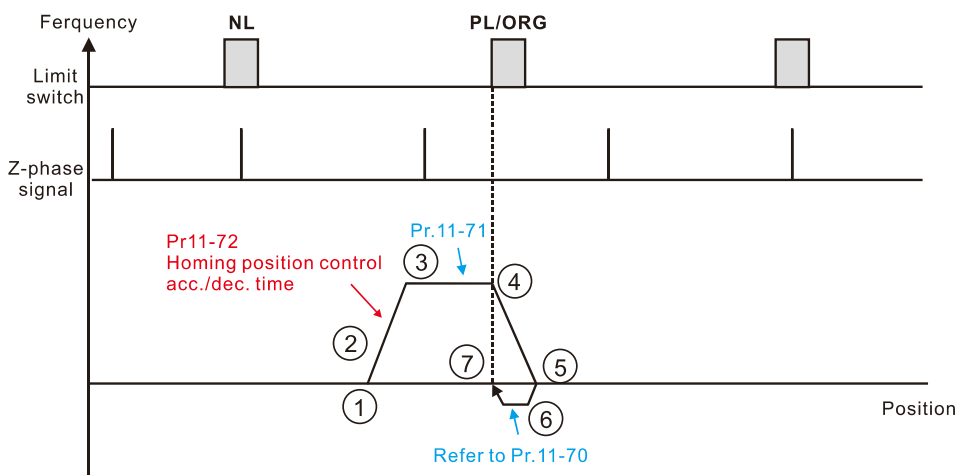 Ferquency
NL
PL/ORG
Limit
switch
Z-phase
signal
Pr.11-71
Pr11-72
Homing position control
acc./dec. time
3
4
2
7
5
1
6
Position
Refer to Pr.11-70